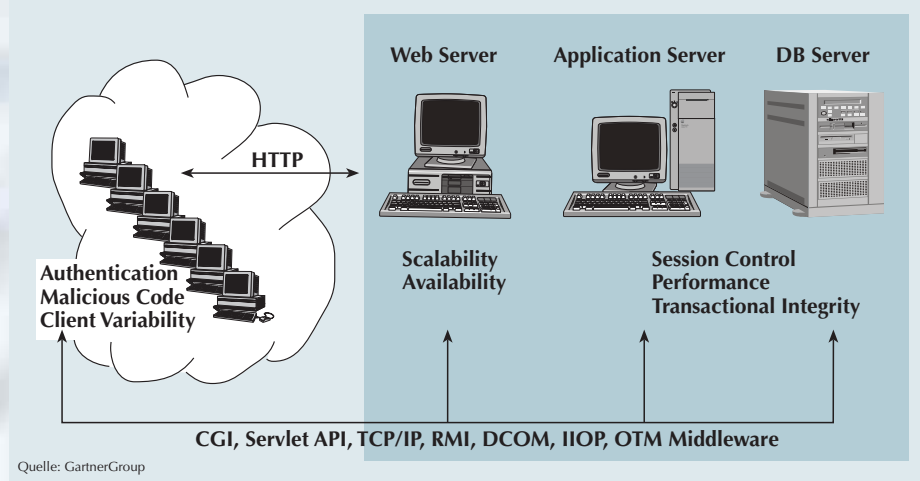 Web Server
Application Server
DB Server
HTTP
Authentication
Malicious Code
Client Variability
Scalability
Availability
Session Control
Performance
Transactional Integrity
CGI, Servlet API, TCP/IP, RMI, DCOM, IIOP, OTM Middleware
Quelle: GartnerGroup